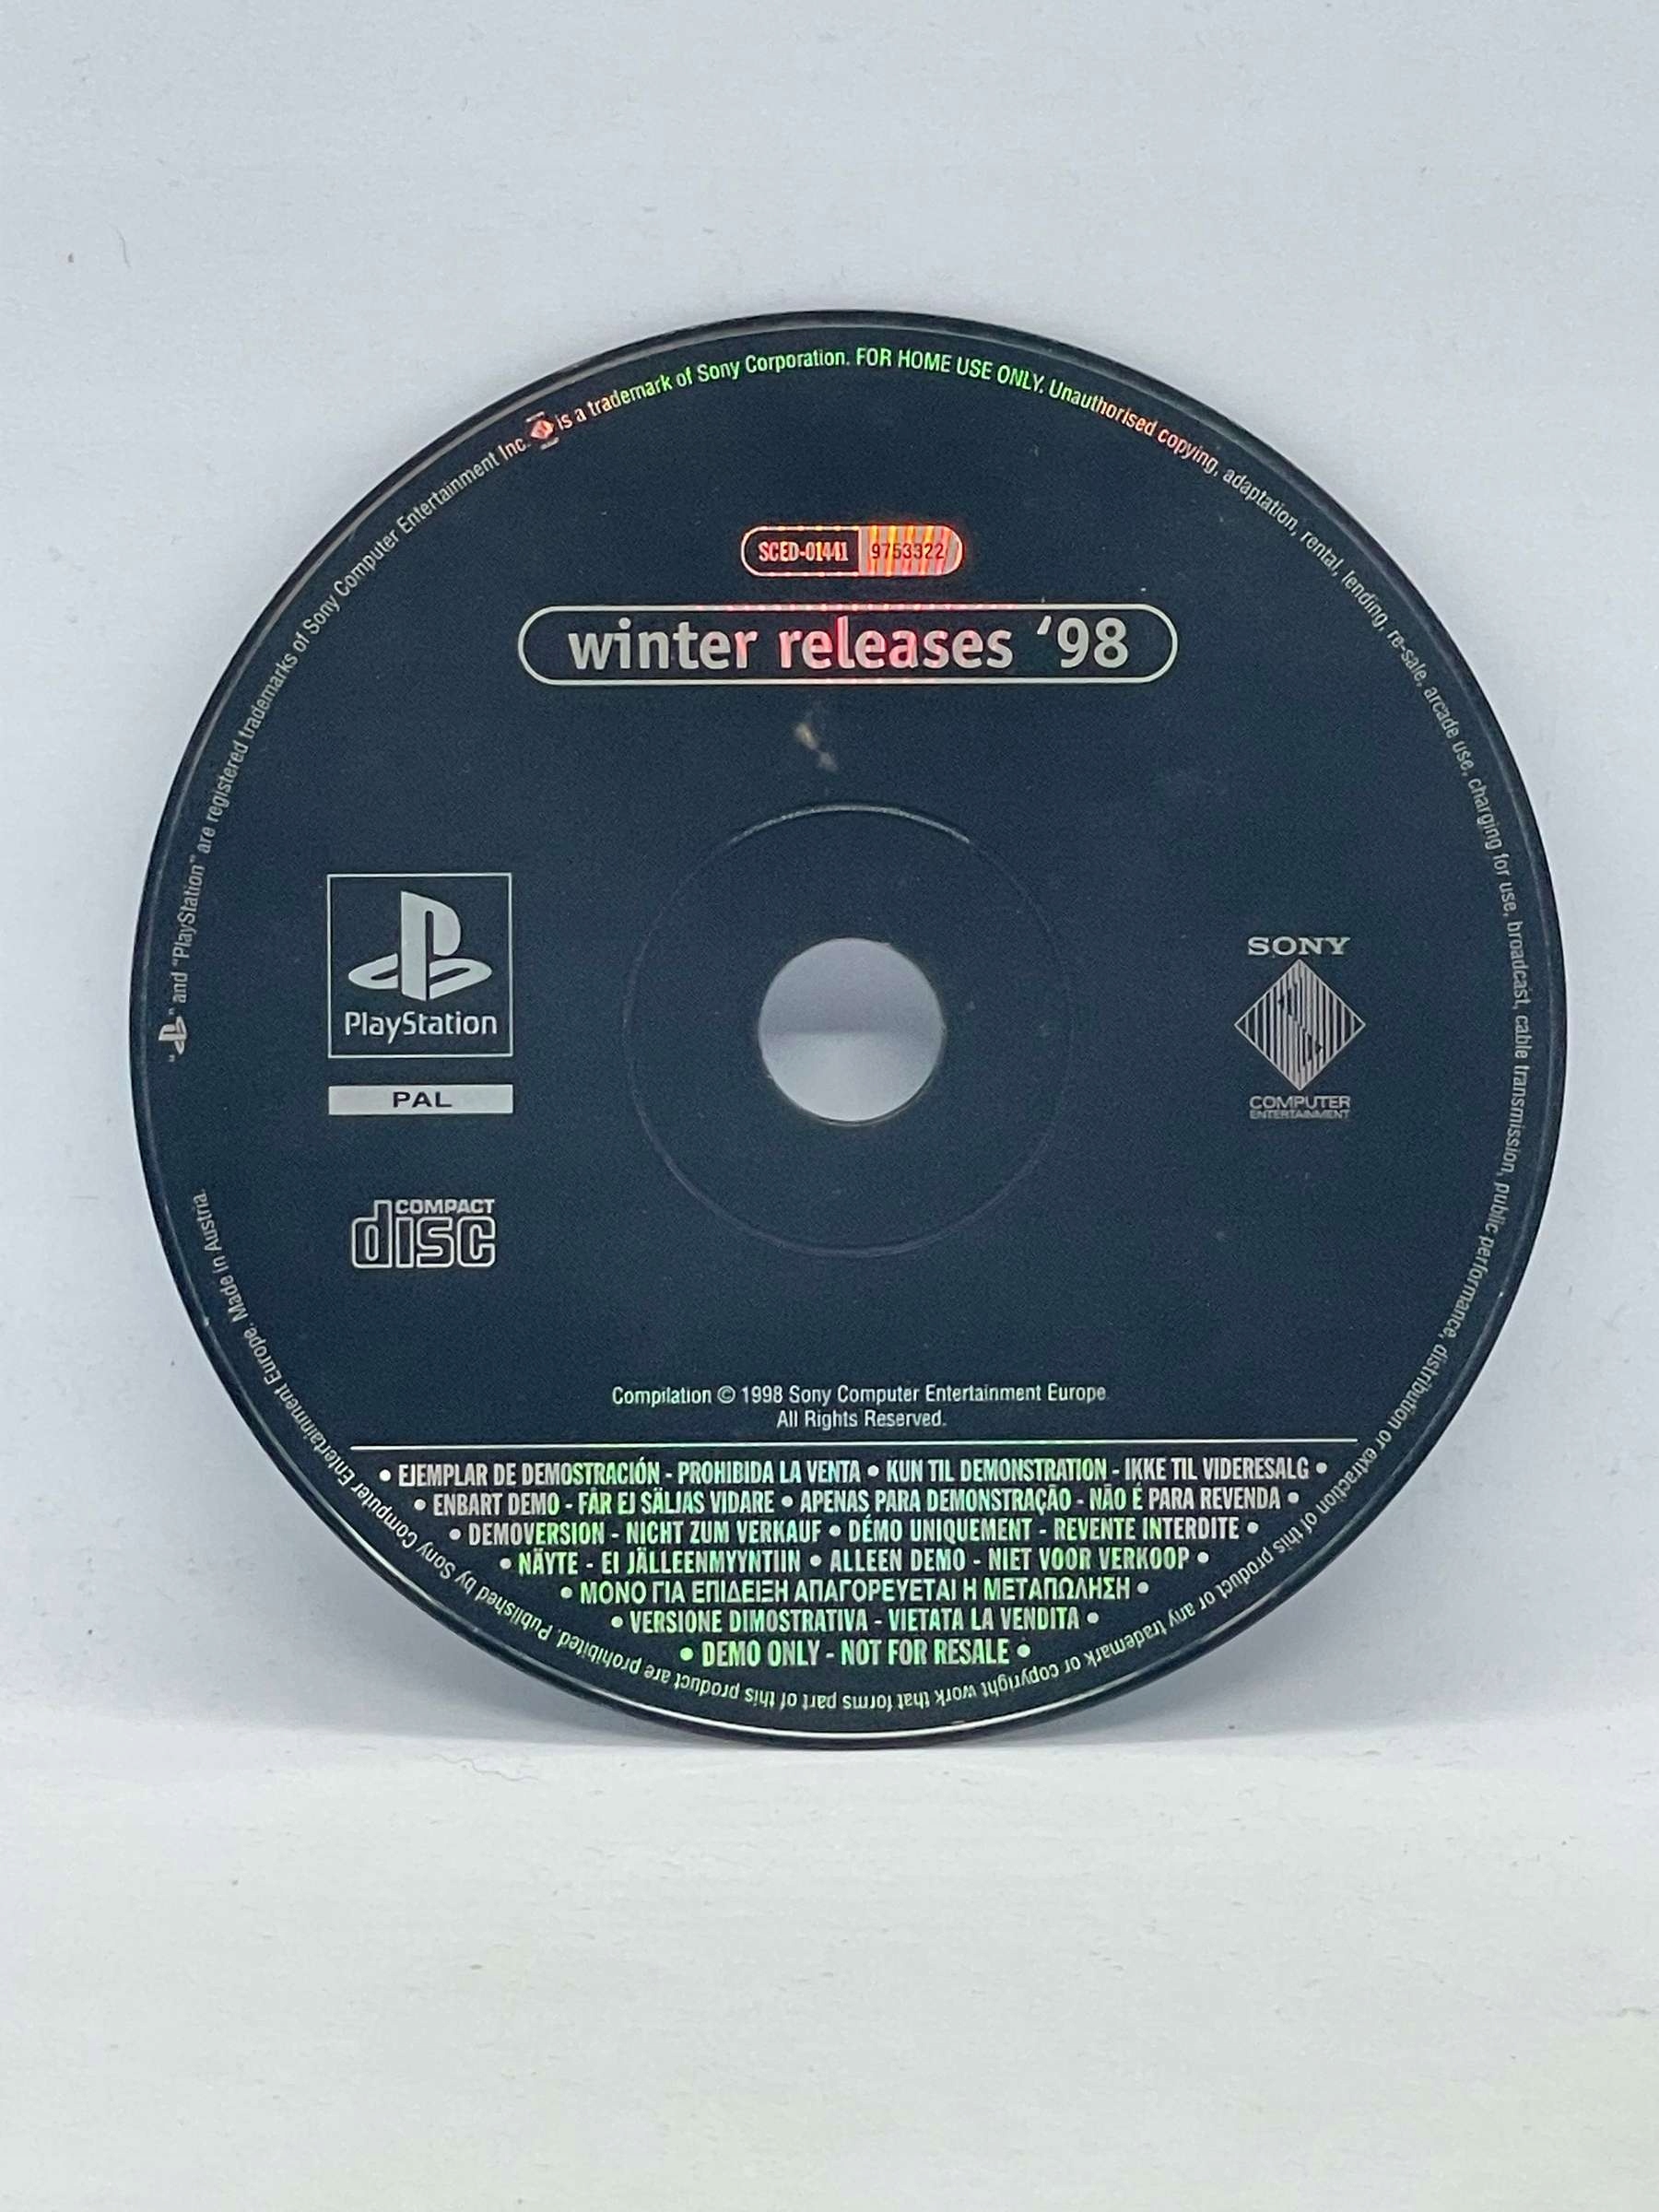 SCED-01441 9753322
winter releases '98
PlayStation
PAL
SONY
COMPUTER
ENTERTAINMENT
COMPACT
disc
Compilation © 1998 Sony Computer Entertainment Europe.
All Rights Reserved.
• EJEMPLAR DE DEMOSTRACIÓN - PROHIBIDA LA VENTA • KUN TIL DEMONSTRATION - IKKE TIL VIDERESALG •
• ENBART DEMO - FÅR EJ SÄLJAS VIDARE • APENAS PARA DEMONSTRAÇÃO - NÃO É PARA REVENDA •
• DEMOVERSION - NICHT ZUM VERKAUF • DÉMO UNIQUEMENT - REVENTE INTERDITE •
• NÄYTE - EI JÄLLEENMYYNTIIN • ALLEEN DEMO - NIET VOOR VERKOOP •
• ΜΟΝΟ ΓΙΑ ΕΠΙΔΕΙΞΗ ΑΠΑΓΟΡΕΥΕΤΑΙ Η ΜΕΤΑΠΩΛΗΣΗ •
• VERSIONE DIMOSTRATIVA - VIETATA LA VENDITA •
• DEMO ONLY - NOT FOR RESALE •
" " and "PlayStation" are registered trademarks of Sony Computer Entertainment Inc. is a trademark of Sony Corporation. FOR HOME USE ONLY. Unauthorised copying, adaptation, rental, lending, re-sale, arcade use, charging for use, broadcast, cable transmission, public performance, distribution or extraction of this product or any trademark or copyright work that forms part of this product are prohibited. Published by Sony Computer Entertainment Europe. Made in Austria.